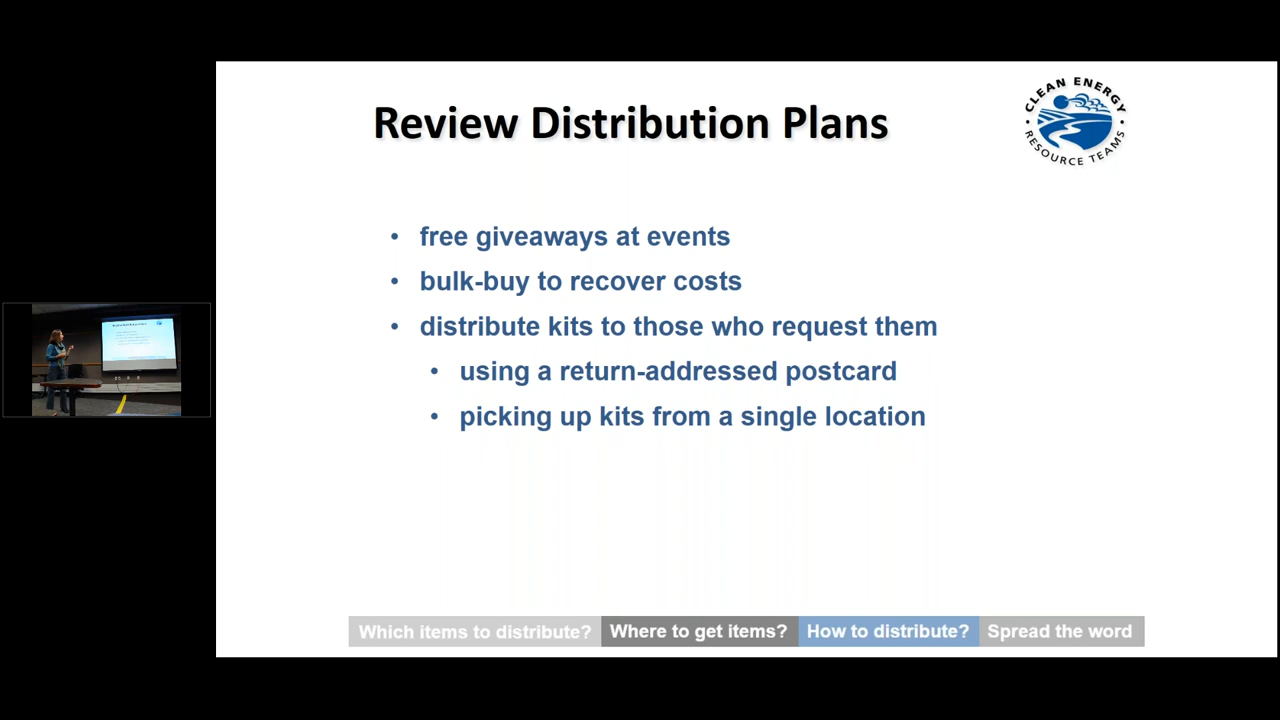 Review Distribution Plans
CLEAN ENERGY
RESOURCE TEAMS
• free giveaways at events
• bulk-buy to recover costs
• distribute kits to those who request them
• using a return-addressed postcard
• picking up kits from a single location
Which items to distribute? Where to get items? How to distribute? Spread the word